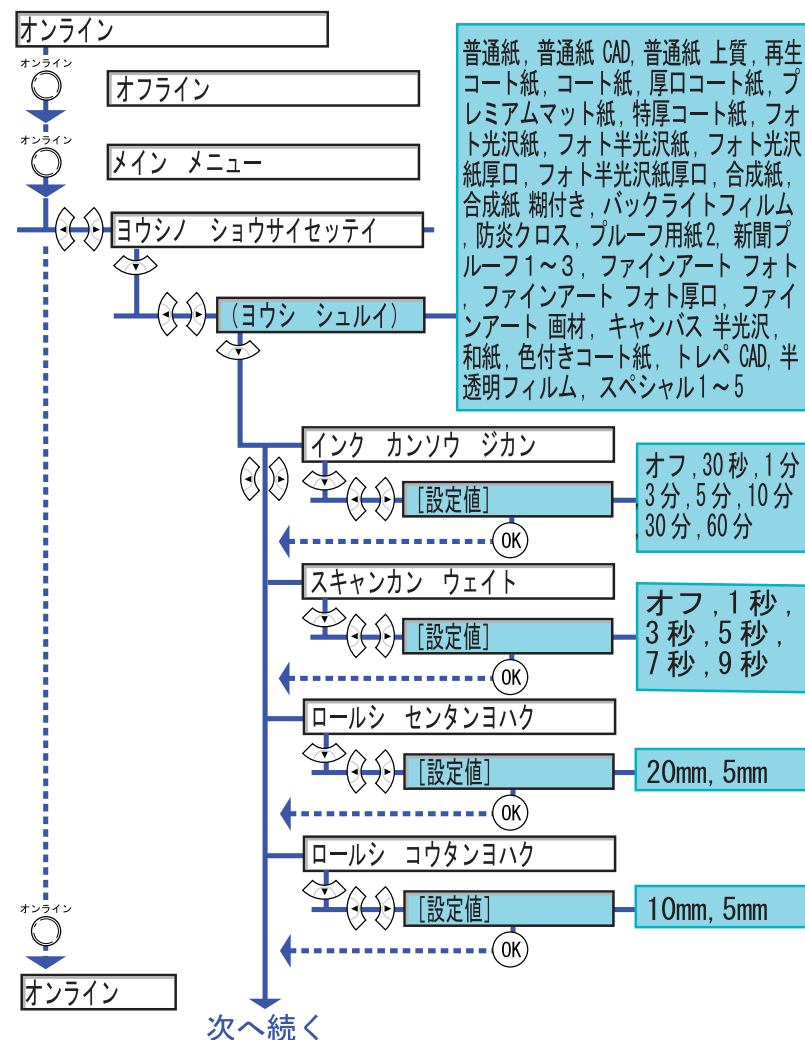 オンライン
オンライン
オフライン
オンライン
メイン メニュー
ヨウシノ ショウサイセッテイ
(ヨウシ シュルイ)
普通紙, 普通紙 CAD, 普通紙 上質, 再生
コート紙, コート紙, 厚口コート紙, プ
レミアムマット紙, 特厚コート紙, フォ
ト光沢紙, フォト半光沢紙, フォト光沢
紙厚口, フォト半光沢紙厚口, 合成紙,
合成紙 糊付き, バックライトフィルム
, 防炎クロス, プルーフ用紙2, 新聞プ
ルーフ1～3, ファインアート フォト
, ファインアート フォト厚口, ファイ
ンアート 画材, キャンバス 半光沢,
和紙, 色付きコート紙, トレペ CAD, 半
透明フィルム, スペシャル1～5
インク カンソウ ジカン
[設定値]
オフ, 30秒, 1分
, 3分, 5分, 10分
, 30分, 60分
OK
スキャンカン ウェイト
[設定値]
オフ, 1秒,
3秒, 5秒,
7秒, 9秒
OK
ロールシ センタンヨハク
[設定値]
20mm, 5mm
OK
ロールシ コウタンヨハク
[設定値]
10mm, 5mm
OK
オンライン
オンライン
次へ続く